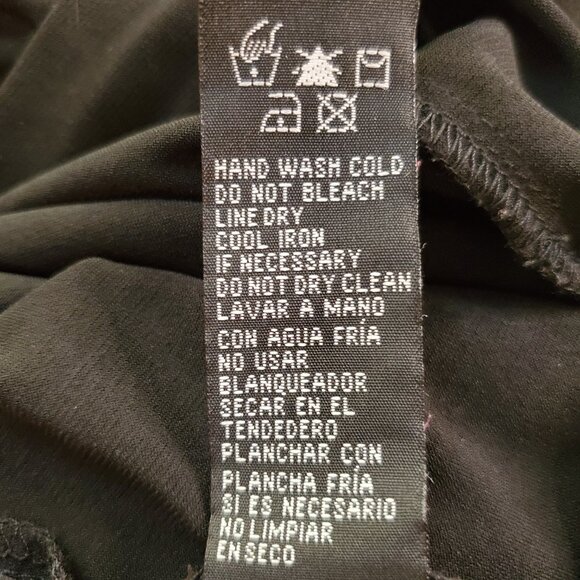 HAND WASH COLD
DO NOT BLEACH
LINE DRY
COOL IRON
IF NECESSARY
DO NOT DRY CLEAN
LAVAR A MANO
CON AGUA FRÍA
NO USAR
BLANQUEADOR
SECAR EN EL
TENDEDERO
PLANCHAR CON
PLANCHA FRÍA
SI ES NECESARIO
NO LIMPIAR
EN SECO